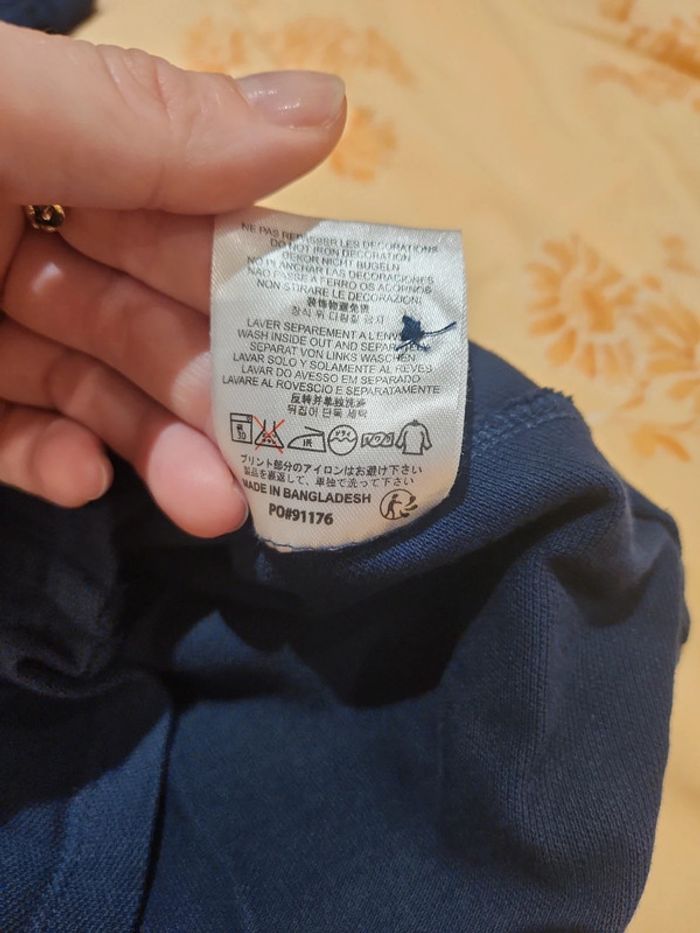 NE PAS REPASSER LES DECORATIONS
DO NOT IRON DECORATION
DEKOR NICHT BUGELN
NO PLANCHAR LAS DECORACIONES
NAO PASSE A FERRO OS ADORNOS
NON STIRARE LE DECORAZIONI
装饰物避免烫
장식 위 다림질 금지
LAVER SEPAREMENT A L'ENV
WASH INSIDE OUT AND SEPAR
SEPARAT VON LINKS WASCHEN
LAVAR SOLO Y SOLAMENTE AL REVES
LAVAR DO AVESSO EM SEPARADO
LAVARE AL ROVESCIO E SEPARATAMENTE
反转并单独洗涤
뒤집어 단독 세탁
30
プリント部分のアイロンはお避け下さい
製品を裏返して、単独で洗って下さい
MADE IN BANGLADESH
PO#91176